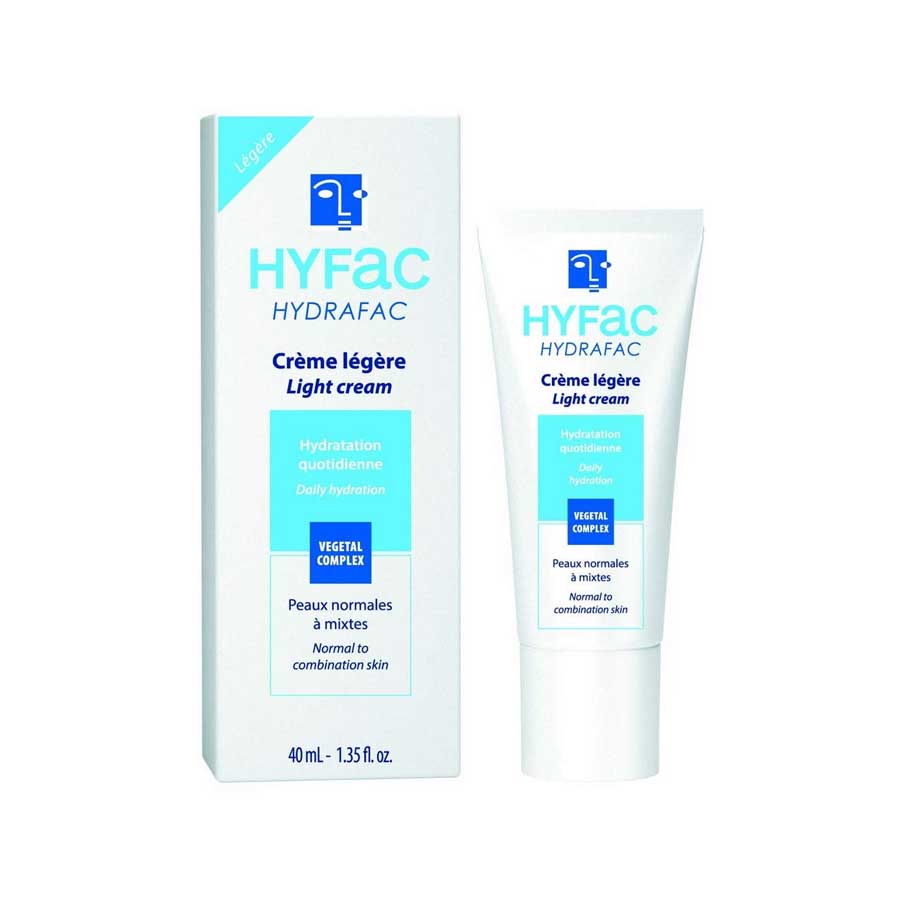 Légère
HYFAC
HYDRAFAC
Crème légère
Light cream
Hydratation
quotidienne
Daily hydration
VEGETAL
COMPLEX
Peaux normales
à mixtes
Normal to
combination skin
40 mL - 1.35 fl. oz.
HYFAC
HYDRAFAC
Crème légère
Light cream
Hydratation
quotidienne
Daily
hydration
VEGETAL
COMPLEX
Peaux normales
à mixtes
Normal to
combination skin